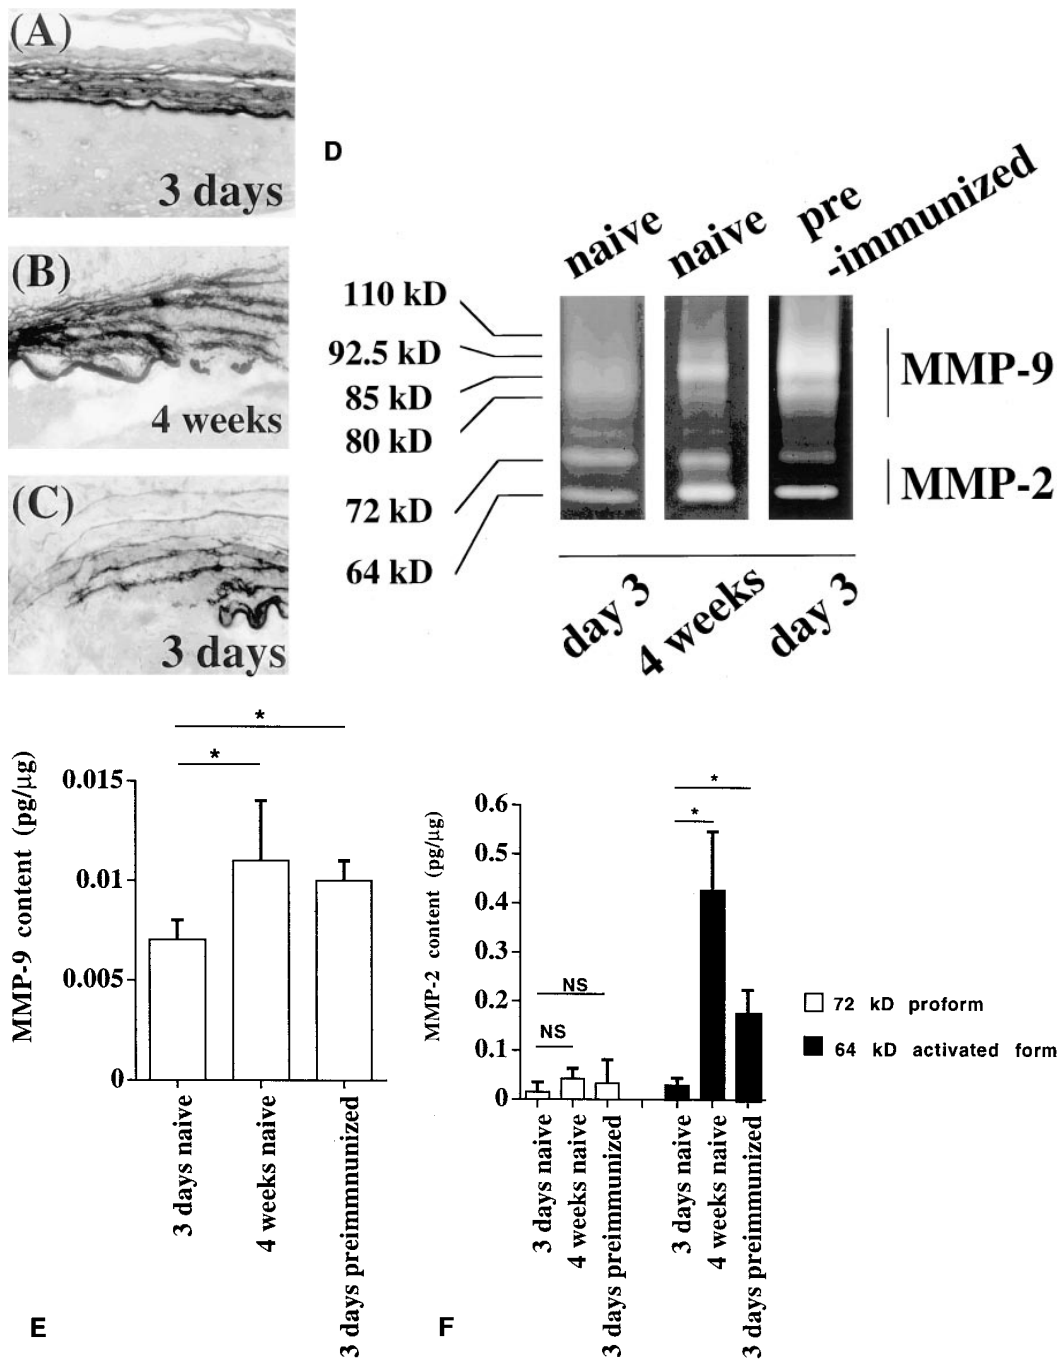 (A)
3 days
(B)
4 weeks
(C)
3 days
D
naive
naive
pre
-immunized
110 kD
92.5 kD
85 kD
80 kD
72 kD
64 kD
MMP-9
MMP-2
day 3
4 weeks
day 3
*
*
MMP-9 content (pg/μg)
0.015
0.01
0.005
0
3 days naive
4 weeks naive
3 days preimmnunized
E
*
*
MMP-2 content (pg/μg)
0.6
0.5
0.4
0.3
0.2
0.1
0
NS
NS
3 days naive
4 weeks naive
3 days preimmunized
3 days naive
4 weeks naive
3 days preimmunized
72 kD proform
64 kD activated form
F